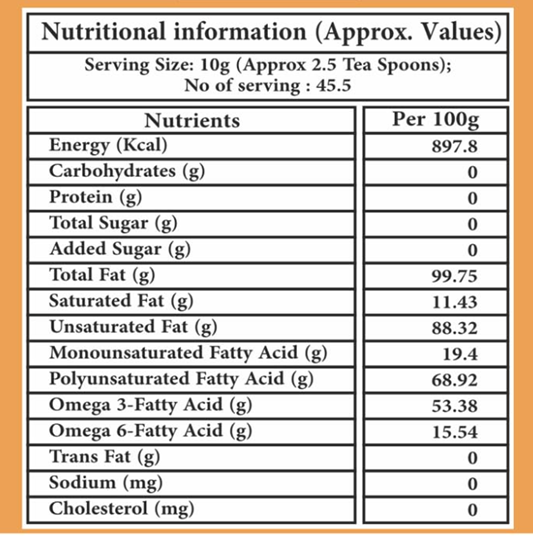 Nutritional information (Approx. Values)
Serving Size: 10g (Approx 2.5 Tea Spoons);
No of serving : 45.5
Nutrients Per 100g
Energy (Kcal) 897.8
Carbohydrates (g) 0
Protein (g) 0
Total Sugar (g) 0
Added Sugar (g) 0
Total Fat (g) 99.75
Saturated Fat (g) 11.43
Unsaturated Fat (g) 88.32
Monounsaturated Fatty Acid (g) 19.4
Polyunsaturated Fatty Acid (g) 68.92
Omega 3-Fatty Acid (g) 53.38
Omega 6-Fatty Acid (g) 15.54
Trans Fat (g) 0
Sodium (mg) 0
Cholesterol (mg) 0